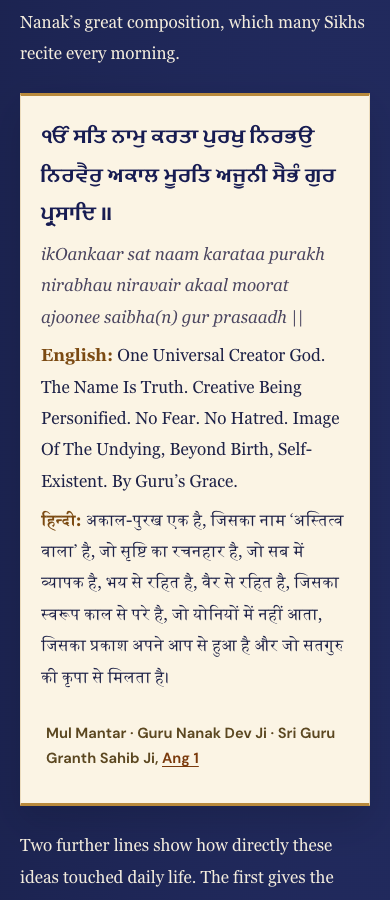 Nanak’s great composition, which many Sikhs
recite every morning.
ੴ ਸਤਿ ਨਾਮੁ ਕਰਤਾ ਪੁਰਖੁ ਨਿਰਭਉ
ਨਿਰਵੈਰੁ ਅਕਾਲ ਮੂਰਤਿ ਅਜੂਨੀ ਸੈਭੰ ਗੁਰ
ਪ੍ਰਸਾਦਿ ॥
ikOankaar sat naam karataa purakh
nirabhau niravair akaal moorat
ajoonee saibha(n) gur prasaadh ||
English: One Universal Creator God.
The Name Is Truth. Creative Being
Personified. No Fear. No Hatred. Image
Of The Undying, Beyond Birth, Self-
Existent. By Guru’s Grace.
हिन्दी: अकाल-पुरख एक है, जिसका नाम ‘अस्तित्व
वाला’ है, जो सृष्टि का रचनहार है, जो सब में
व्यापक है, भय से रहित है, वैर से रहित है, जिसका
स्वरूप काल से परे है, जो योनियों में नहीं आता,
जिसका प्रकाश अपने आप से हुआ है और जो सतगुरु
की कृपा से मिलता है।
Mul Mantar · Guru Nanak Dev Ji · Sri Guru
Granth Sahib Ji, Ang 1
Two further lines show how directly these
ideas touched daily life. The first gives the